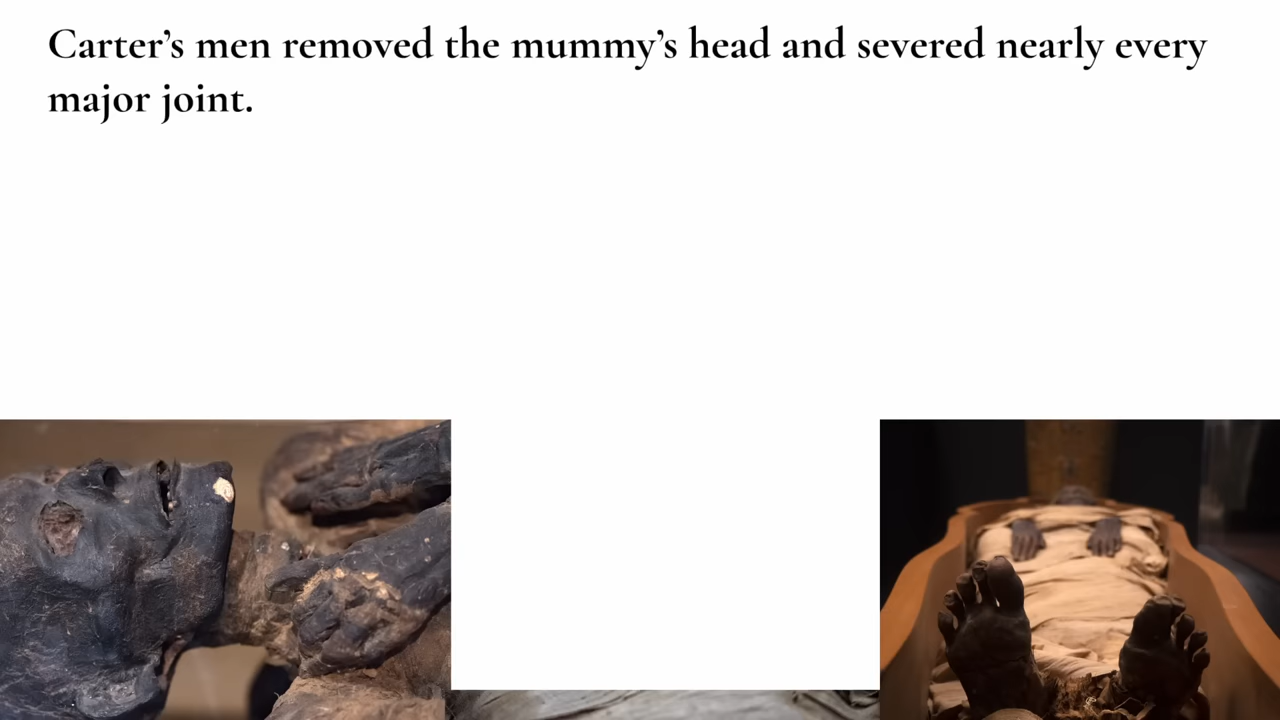 Carter’s men removed the mummy’s head and severed nearly every
major joint.